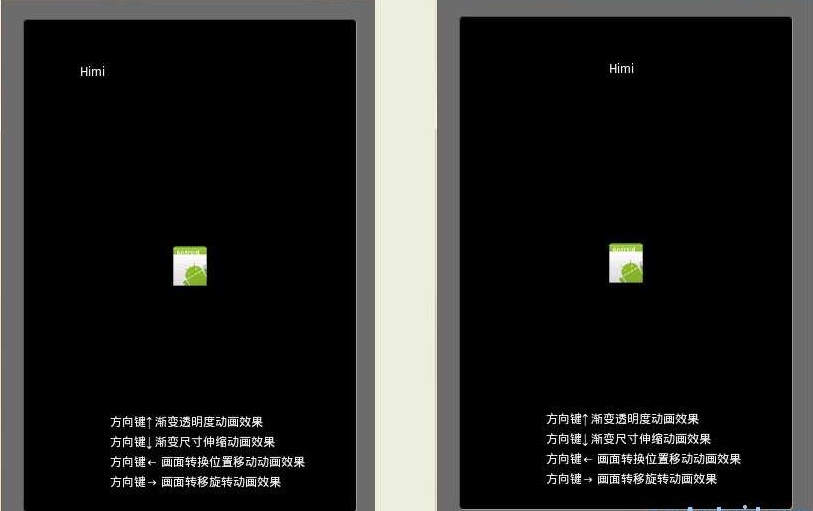 Himi
方向键↑渐变透明度动画效果
方向键↓渐变尺寸伸缩动画效果
方向键← 画面转换位置移动动画效果
方向键→ 画面转移旋转动画效果
Himi
方向键↑渐变透明度动画效果
方向键↓渐变尺寸伸缩动画效果
方向键← 画面转换位置移动动画效果
方向键→ 画面转移旋转动画效果